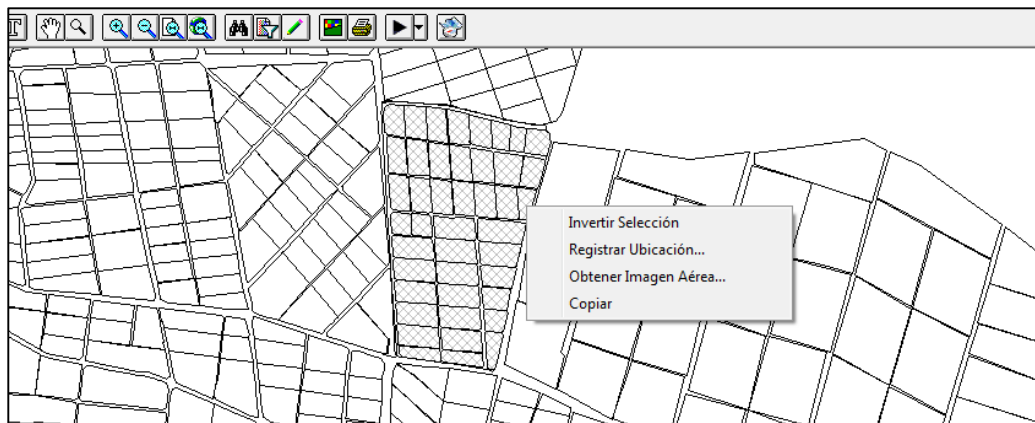 T
Invertir Selección
Registrar Ubicación...
Obtener Imagen Aérea...
Copiar